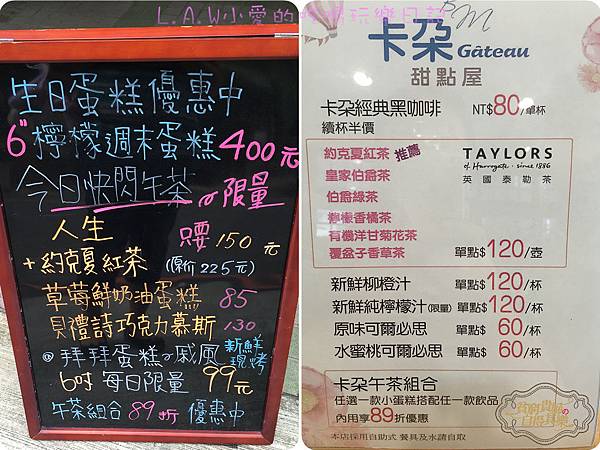 L.A.W小愛的
玩樂日記
生日蛋糕優惠中
6"檸檬週末蛋糕400元
今日快閃午茶 限量
人生
只要150元
+約克夏紅茶 (原价225元)
草莓鮮奶油蛋糕 85
貝禮詩巧克力慕斯 130
拜拜蛋糕 戚風 新鮮現烤
6吋 每日限量 99元
午茶組合89折 優惠中
卡朵 Gâteau
甜點屋
卡朵經典黑咖啡 NT$80/單杯
續杯半價
約克夏紅茶 推薦
皇家伯爵茶
伯爵綠茶
檸檬香橘茶
有機洋甘菊花茶
覆盆子香草茶 單點$120/壺
TAYLORS
of Harrogate · since 1886
英國泰勒茶
新鮮柳橙汁 單點$120/杯
新鮮純檸檬汁(限量) 單點$120/杯
原味可爾必思 單點$60/杯
水蜜桃可爾必思 單點$60/杯
卡朵午茶組合
任選一款小蛋糕搭配任一款飲品
內用享89折優惠
本店採用自助式 餐具及水請自取